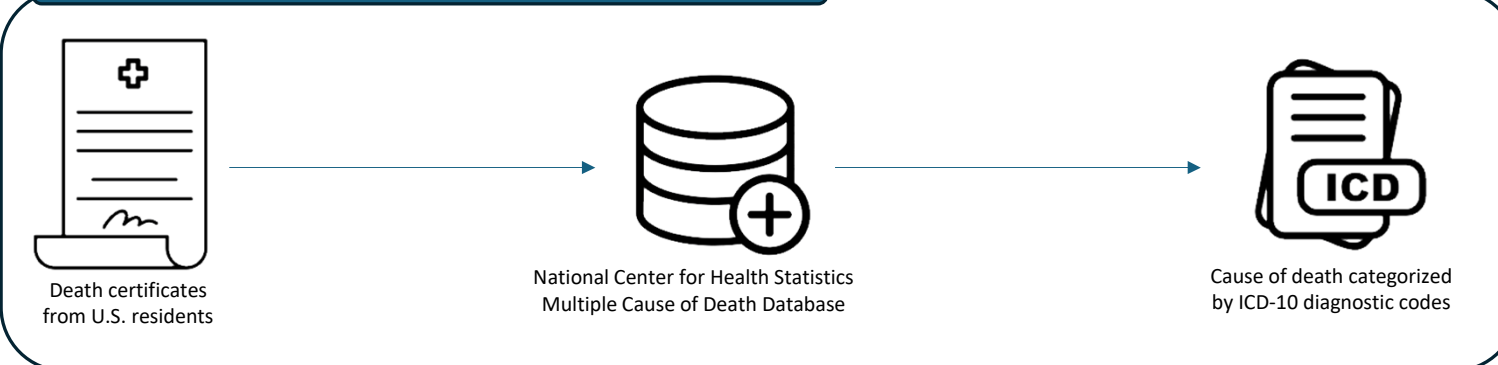 Death certificates
from U.S. residents
National Center for Health Statistics
Multiple Cause of Death Database
ICD
Cause of death categorized
by ICD-10 diagnostic codes